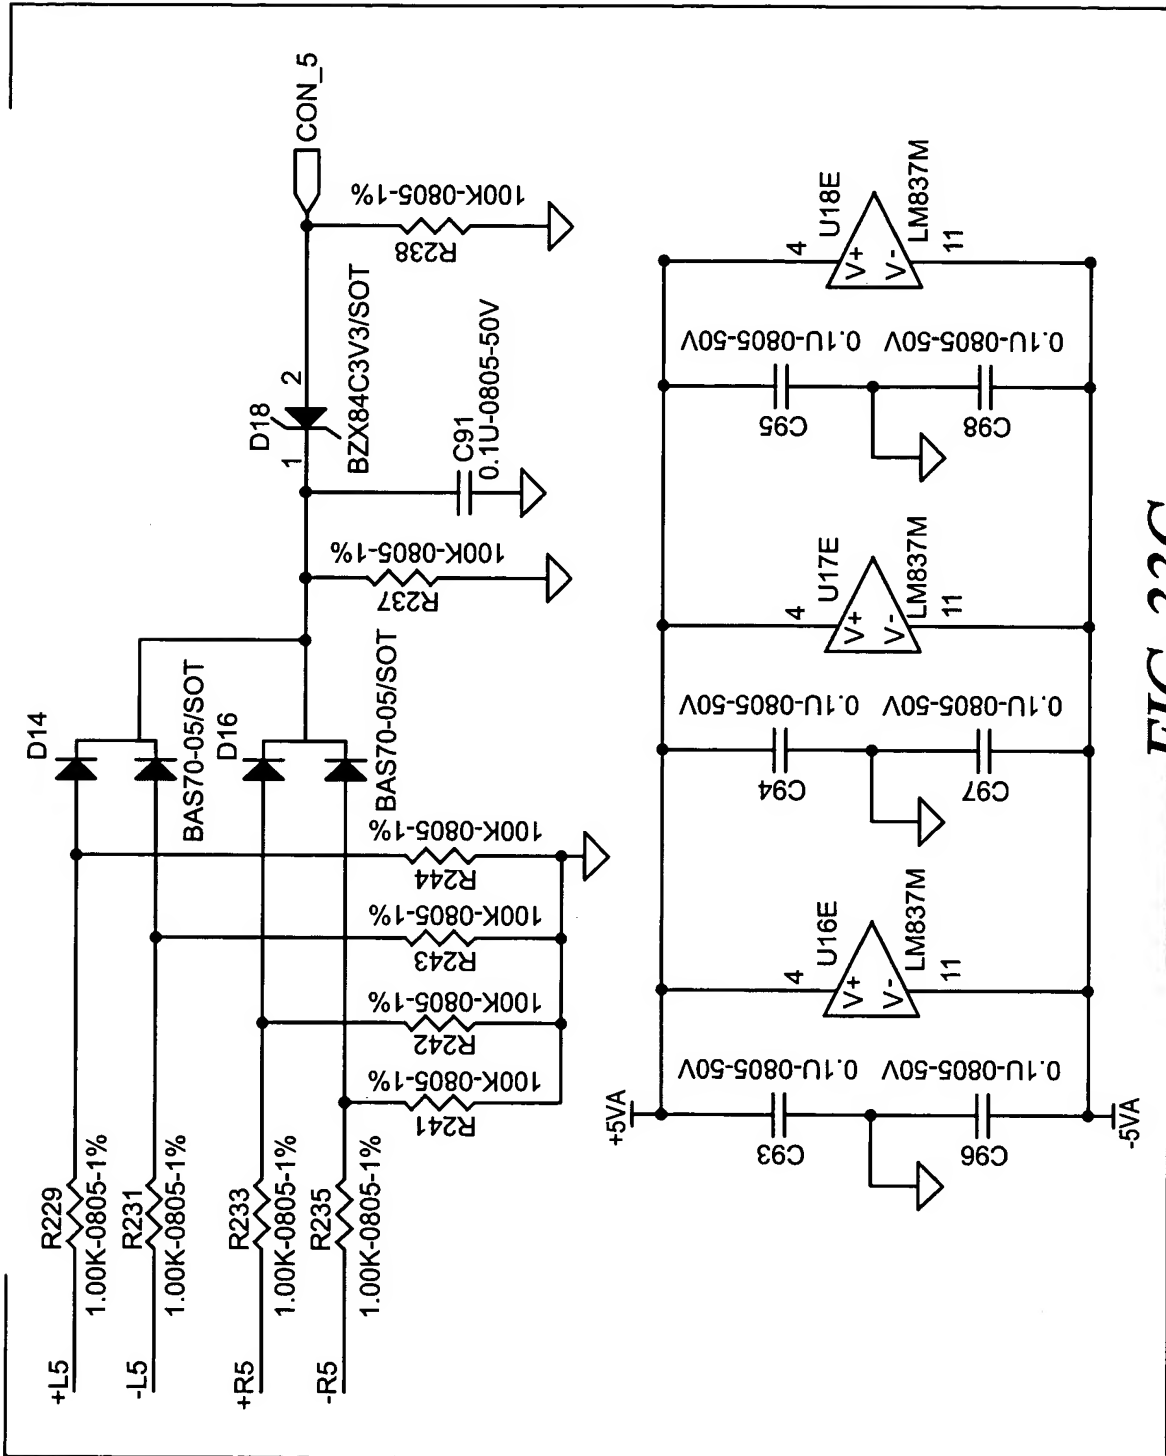 CON_5
100K-0805-1%
R238
D18
1
2
BZX84C3V3/SOT
C91
0.1U-0805-50V
100K-0805-1%
R237
D14
BAS70-05/SOT
D16
BAS70-05/SOT
100K-0805-1%
R244
100K-0805-1%
R243
100K-0805-1%
R242
100K-0805-1%
R241
R229
1.00K-0805-1%
R231
1.00K-0805-1%
R233
1.00K-0805-1%
R235
1.00K-0805-1%
+L5
-L5
+R5
-R5
U18E
4
V+
V-
LM837M
11
0.1U-0805-50V
0.1U-0805-50V
C95
C98
U17E
4
V+
V-
LM837M
11
0.1U-0805-50V
0.1U-0805-50V
C94
C97
U16E
4
V+
V-
LM837M
11
0.1U-0805-50V
0.1U-0805-50V
C93
C96
+5VA
-5VA